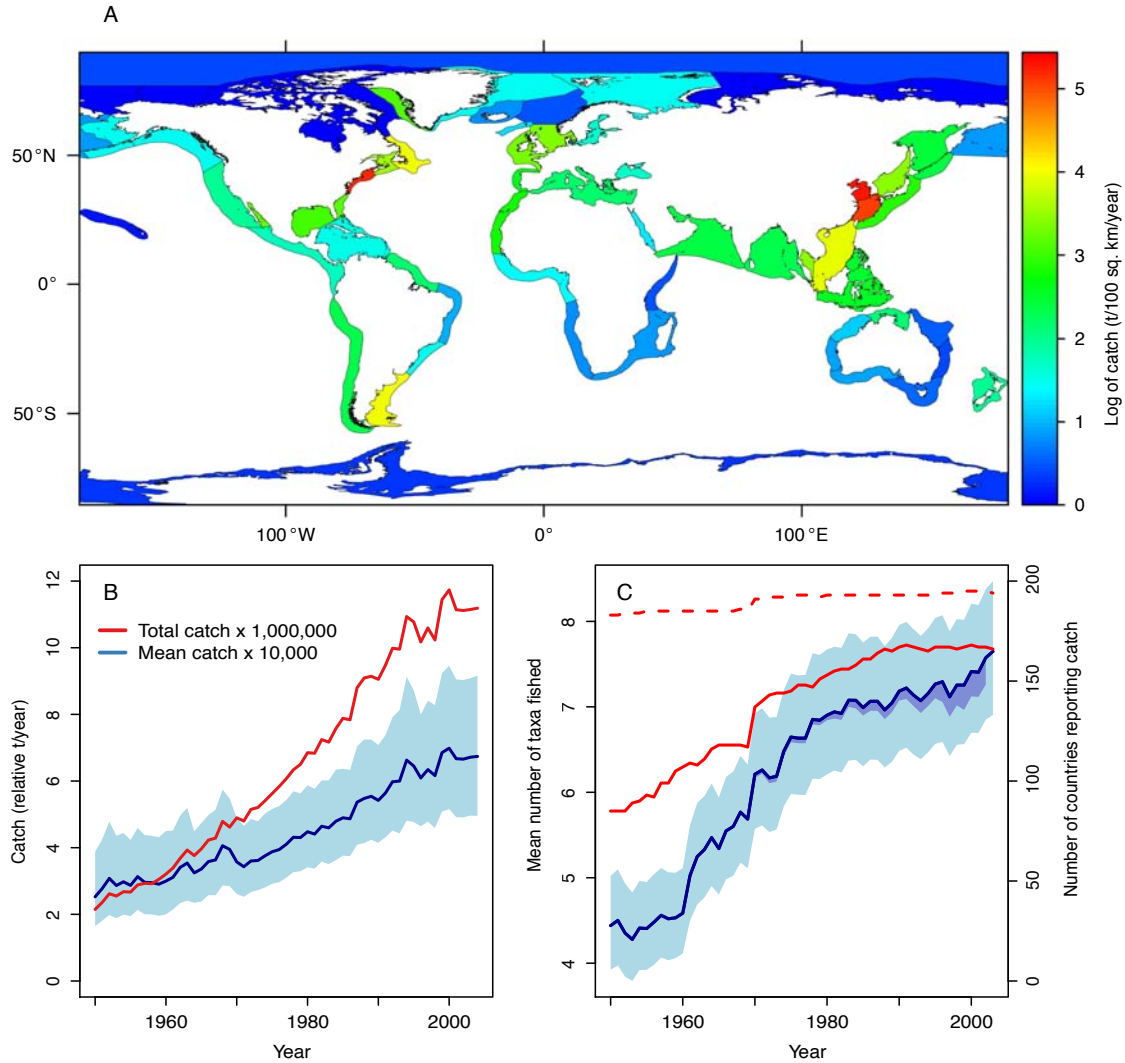 A
50°N
0°
50°S
100°W
0°
100°E
5
4
3
2
1
0
Log of catch (t/100 sq. km/year)
B
Total catch x 1,000,000
Mean catch x 10,000
12
10
8
6
4
2
0
Catch (relative t/year)
1960
1980
2000
Year
C
8
7
6
5
4
Mean number of taxa fished
200
150
100
50
0
Number of countries reporting catch
1960
1980
2000
Year